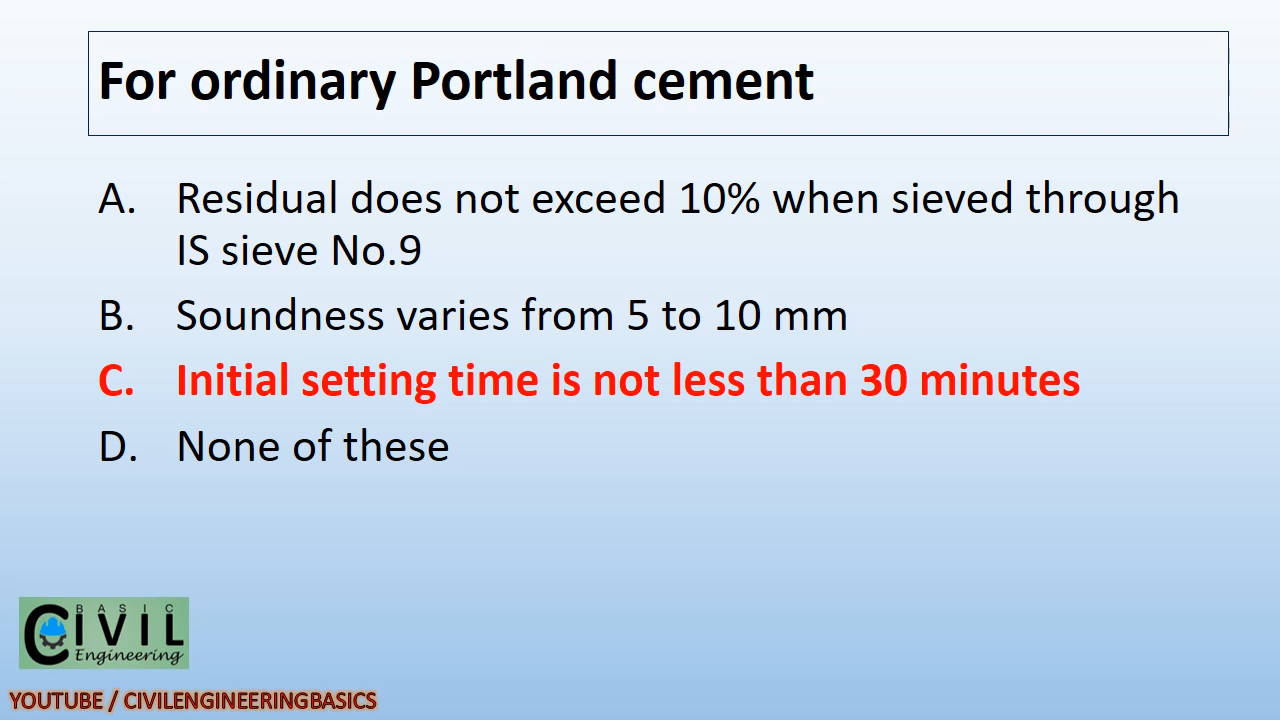 For ordinary Portland cement
A. Residual does not exceed 10% when sieved through
IS sieve No.9
B. Soundness varies from 5 to 10 mm
C. Initial setting time is not less than 30 minutes
D. None of these
BASIC
CIVIL
Engineering
YOUTUBE / CIVILENGINEERINGBASICS